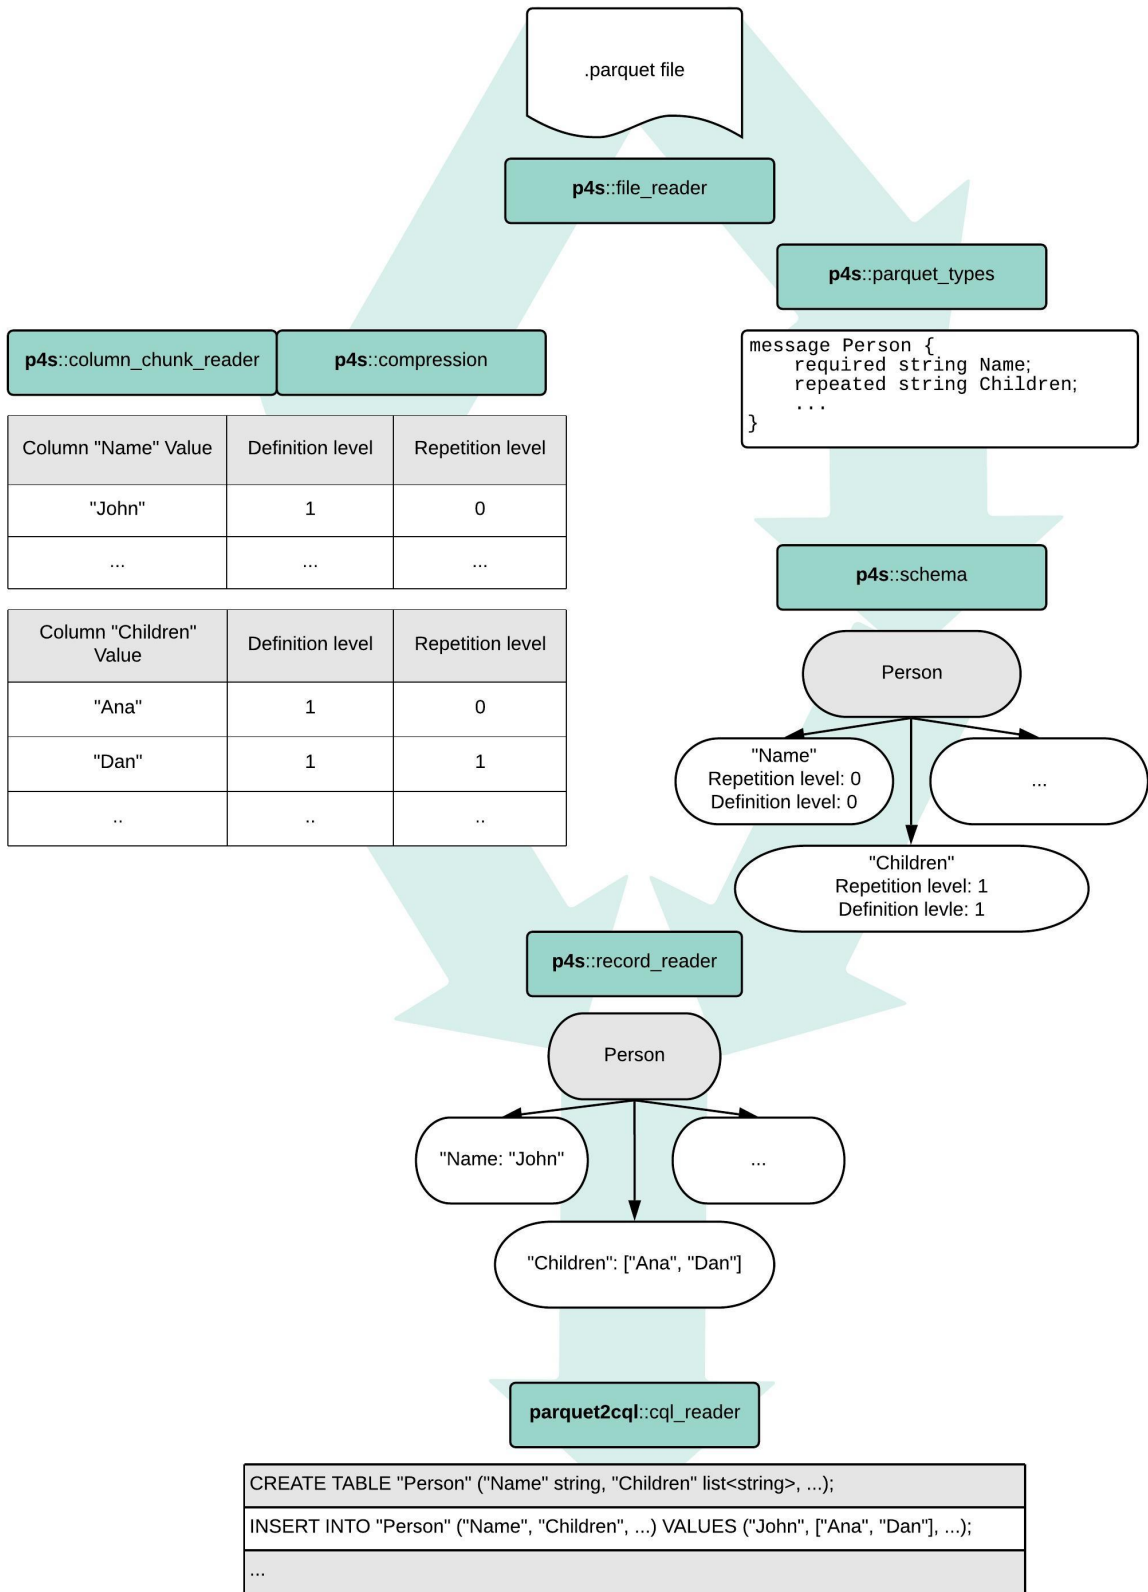 .parquet file
p4s::file_reader
p4s::parquet_types
p4s::column_chunk_reader
p4s::compression
message Person {
required string Name;
repeated string Children;
...
}
Column "Name" Value Definition level Repetition level
"John" 1 0
... ... ...
p4s::schema
Column "Children"
Value
Definition level Repetition level
"Ana" 1 0
"Dan" 1 1
.. .. ..
Person
"Name"
Repetition level: 0
Definition level: 0
...
"Children"
Repetition level: 1
Definition levle: 1
p4s::record_reader
Person
"Name: "John"
...
"Children": ["Ana", "Dan"]
parquet2cql::cql_reader
CREATE TABLE "Person" ("Name" string, "Children" list<string>, ...);
INSERT INTO "Person" ("Name", "Children", ...) VALUES ("John", ["Ana", "Dan"], ...);
...